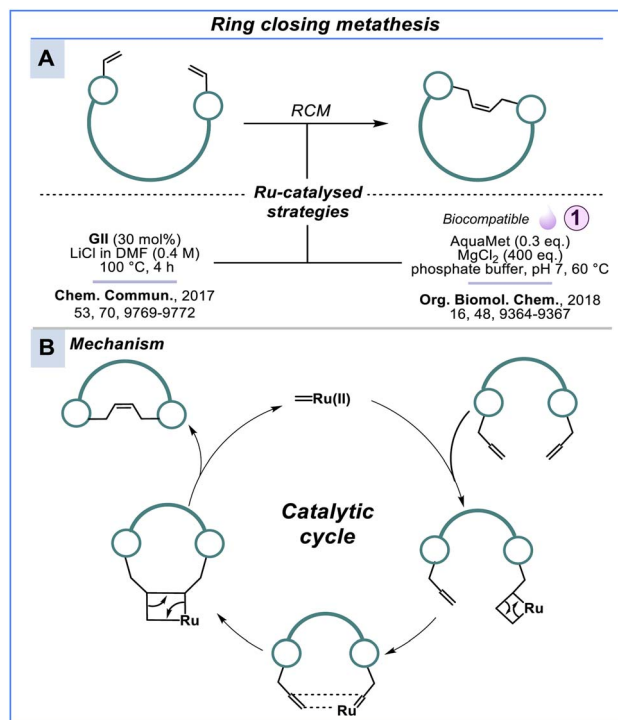 Ring closing metathesis
A
RCM
Ru-catalysed
strategies
GII (30 mol%)
LiCl in DMF (0.4 M)
100 °C, 4 h
Chem. Commun., 2017
53, 70, 9769-9772
Biocompatible 1
AquaMet (0.3 eq.)
MgCl₂ (400 eq.)
phosphate buffer, pH 7, 60 °C
Org. Biomol. Chem., 2018
16, 48, 9364-9367
B Mechanism
=Ru(II)
Catalytic
cycle
Ru
Ru
Ru